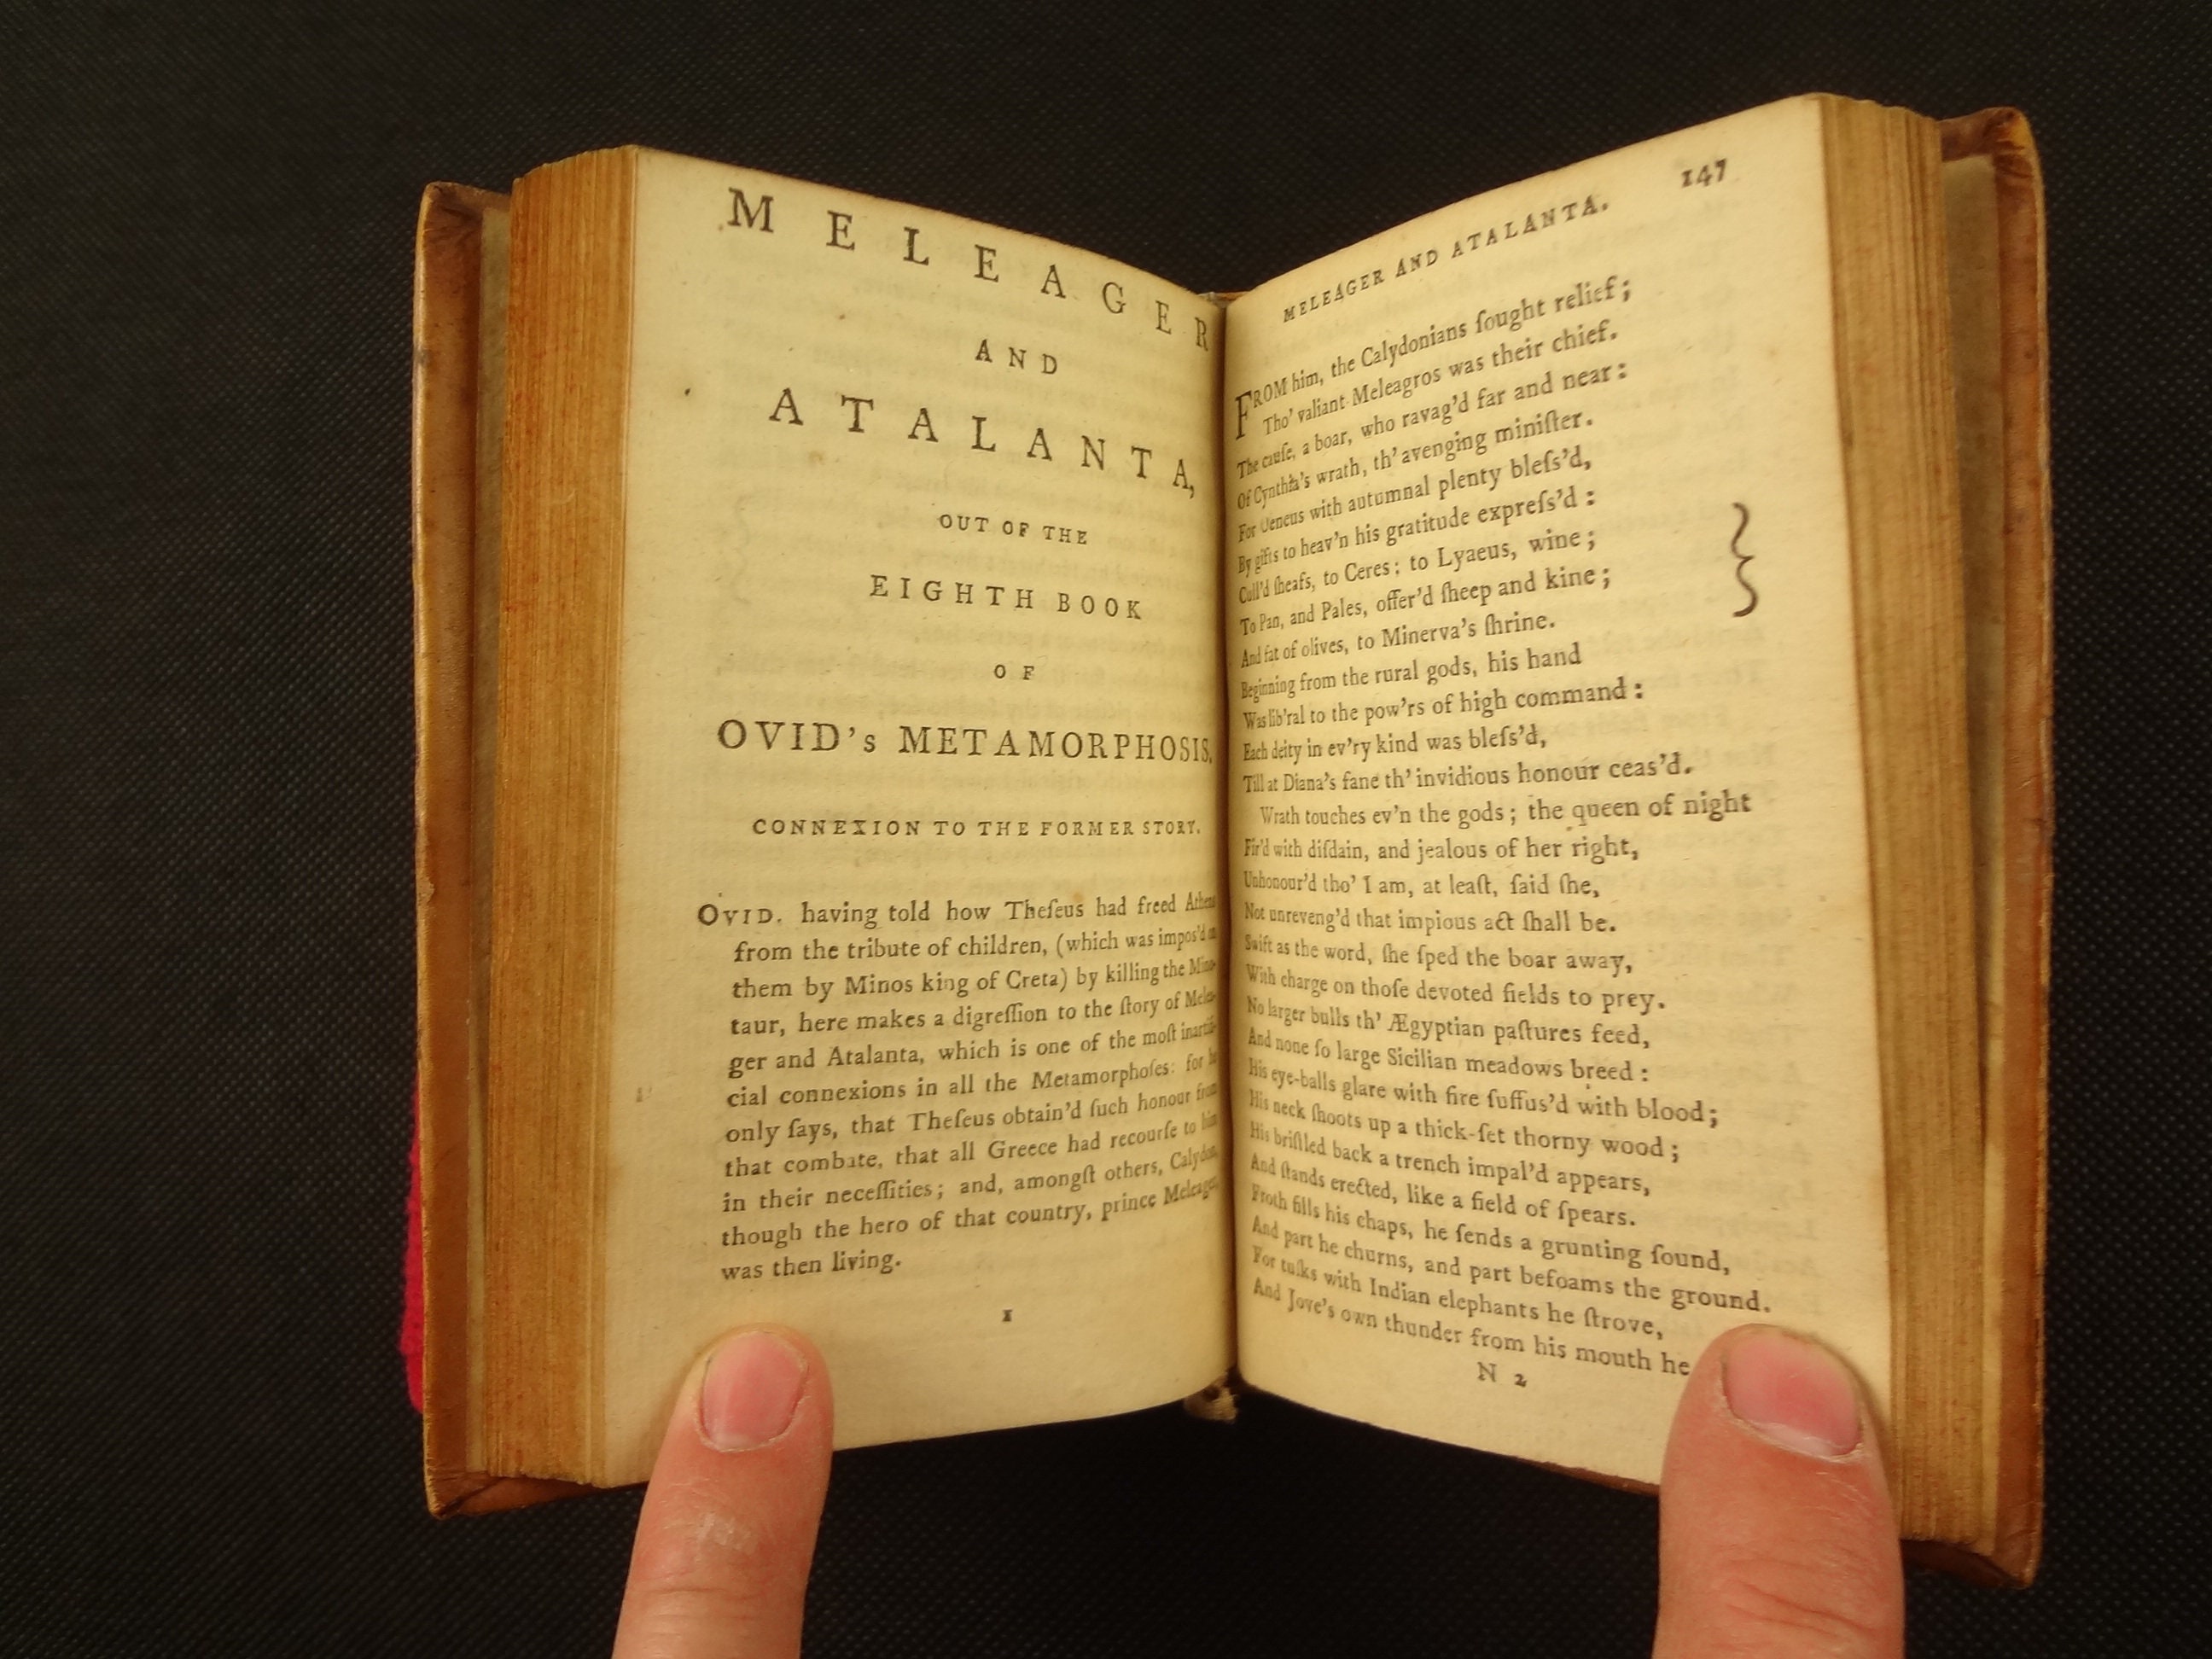 MELEAGER
AND
ATALANTA,
OUT OF THE
EIGHTH BOOK
OF
OVID's METAMORPHOSIS.
CONNEXION TO THE FORMER STORY.
OVID, having told how Theſeus had freed Athens
from the tribute of children, (which was impos'd on
them by Minos king of Creta) by killing the Mino-
taur, here makes a digreſſion to the ſtory of Melea-
ger and Atalanta, which is one of the moſt inartifi-
cial connexions in all the Metamorphoſes: for he
only ſays, that Theſeus obtain'd ſuch honour from
that combate, that all Greece had recourſe to him
in their neceſſities; and, amongſt others, Calydon,
though the hero of that country, prince Meleager,
was then living.
1
147
MELEAGER AND ATALANTA.
FROM him, the Calydonians ſought relief;
Tho' valiant Meleagros was their chief.
The cauſe, a boar, who ravag'd far and near:
Of Cynthia's wrath, th' avenging miniſter.
For Oeneus with autumnal plenty bleſs'd,
By gifts to heav'n his gratitude expreſs'd:
Cull'd ſheafs, to Ceres; to Lyaeus, wine;
To Pan, and Pales, offer'd ſheep and kine;
And fat of olives, to Minerva's ſhrine.
Beginning from the rural gods, his hand
Was lib'ral to the pow'rs of high command:
Each deity in ev'ry kind was bleſs'd,
Till at Diana's fane th' invidious honour ceas'd.
Wrath touches ev'n the gods; the queen of night
Fir'd with diſdain, and jealous of her right,
Unhonour'd tho' I am, at leaſt, ſaid ſhe,
Not unreveng'd that impious act ſhall be.
Swift as the word, ſhe ſped the boar away,
With charge on thoſe devoted fields to prey.
No larger bulls th' Ægyptian paſtures feed,
And none ſo large Sicilian meadows breed:
His eye-balls glare with fire ſuffus'd with blood;
His neck ſhoots up a thick-ſet thorny wood;
His briſtled back a trench impal'd appears,
And ſtands erected, like a field of ſpears.
Froth fills his chaps, he ſends a grunting ſound,
And part he churns, and part befoams the ground.
For tuſks with Indian elephants he ſtrove,
And Jove's own thunder from his mouth he
N 2